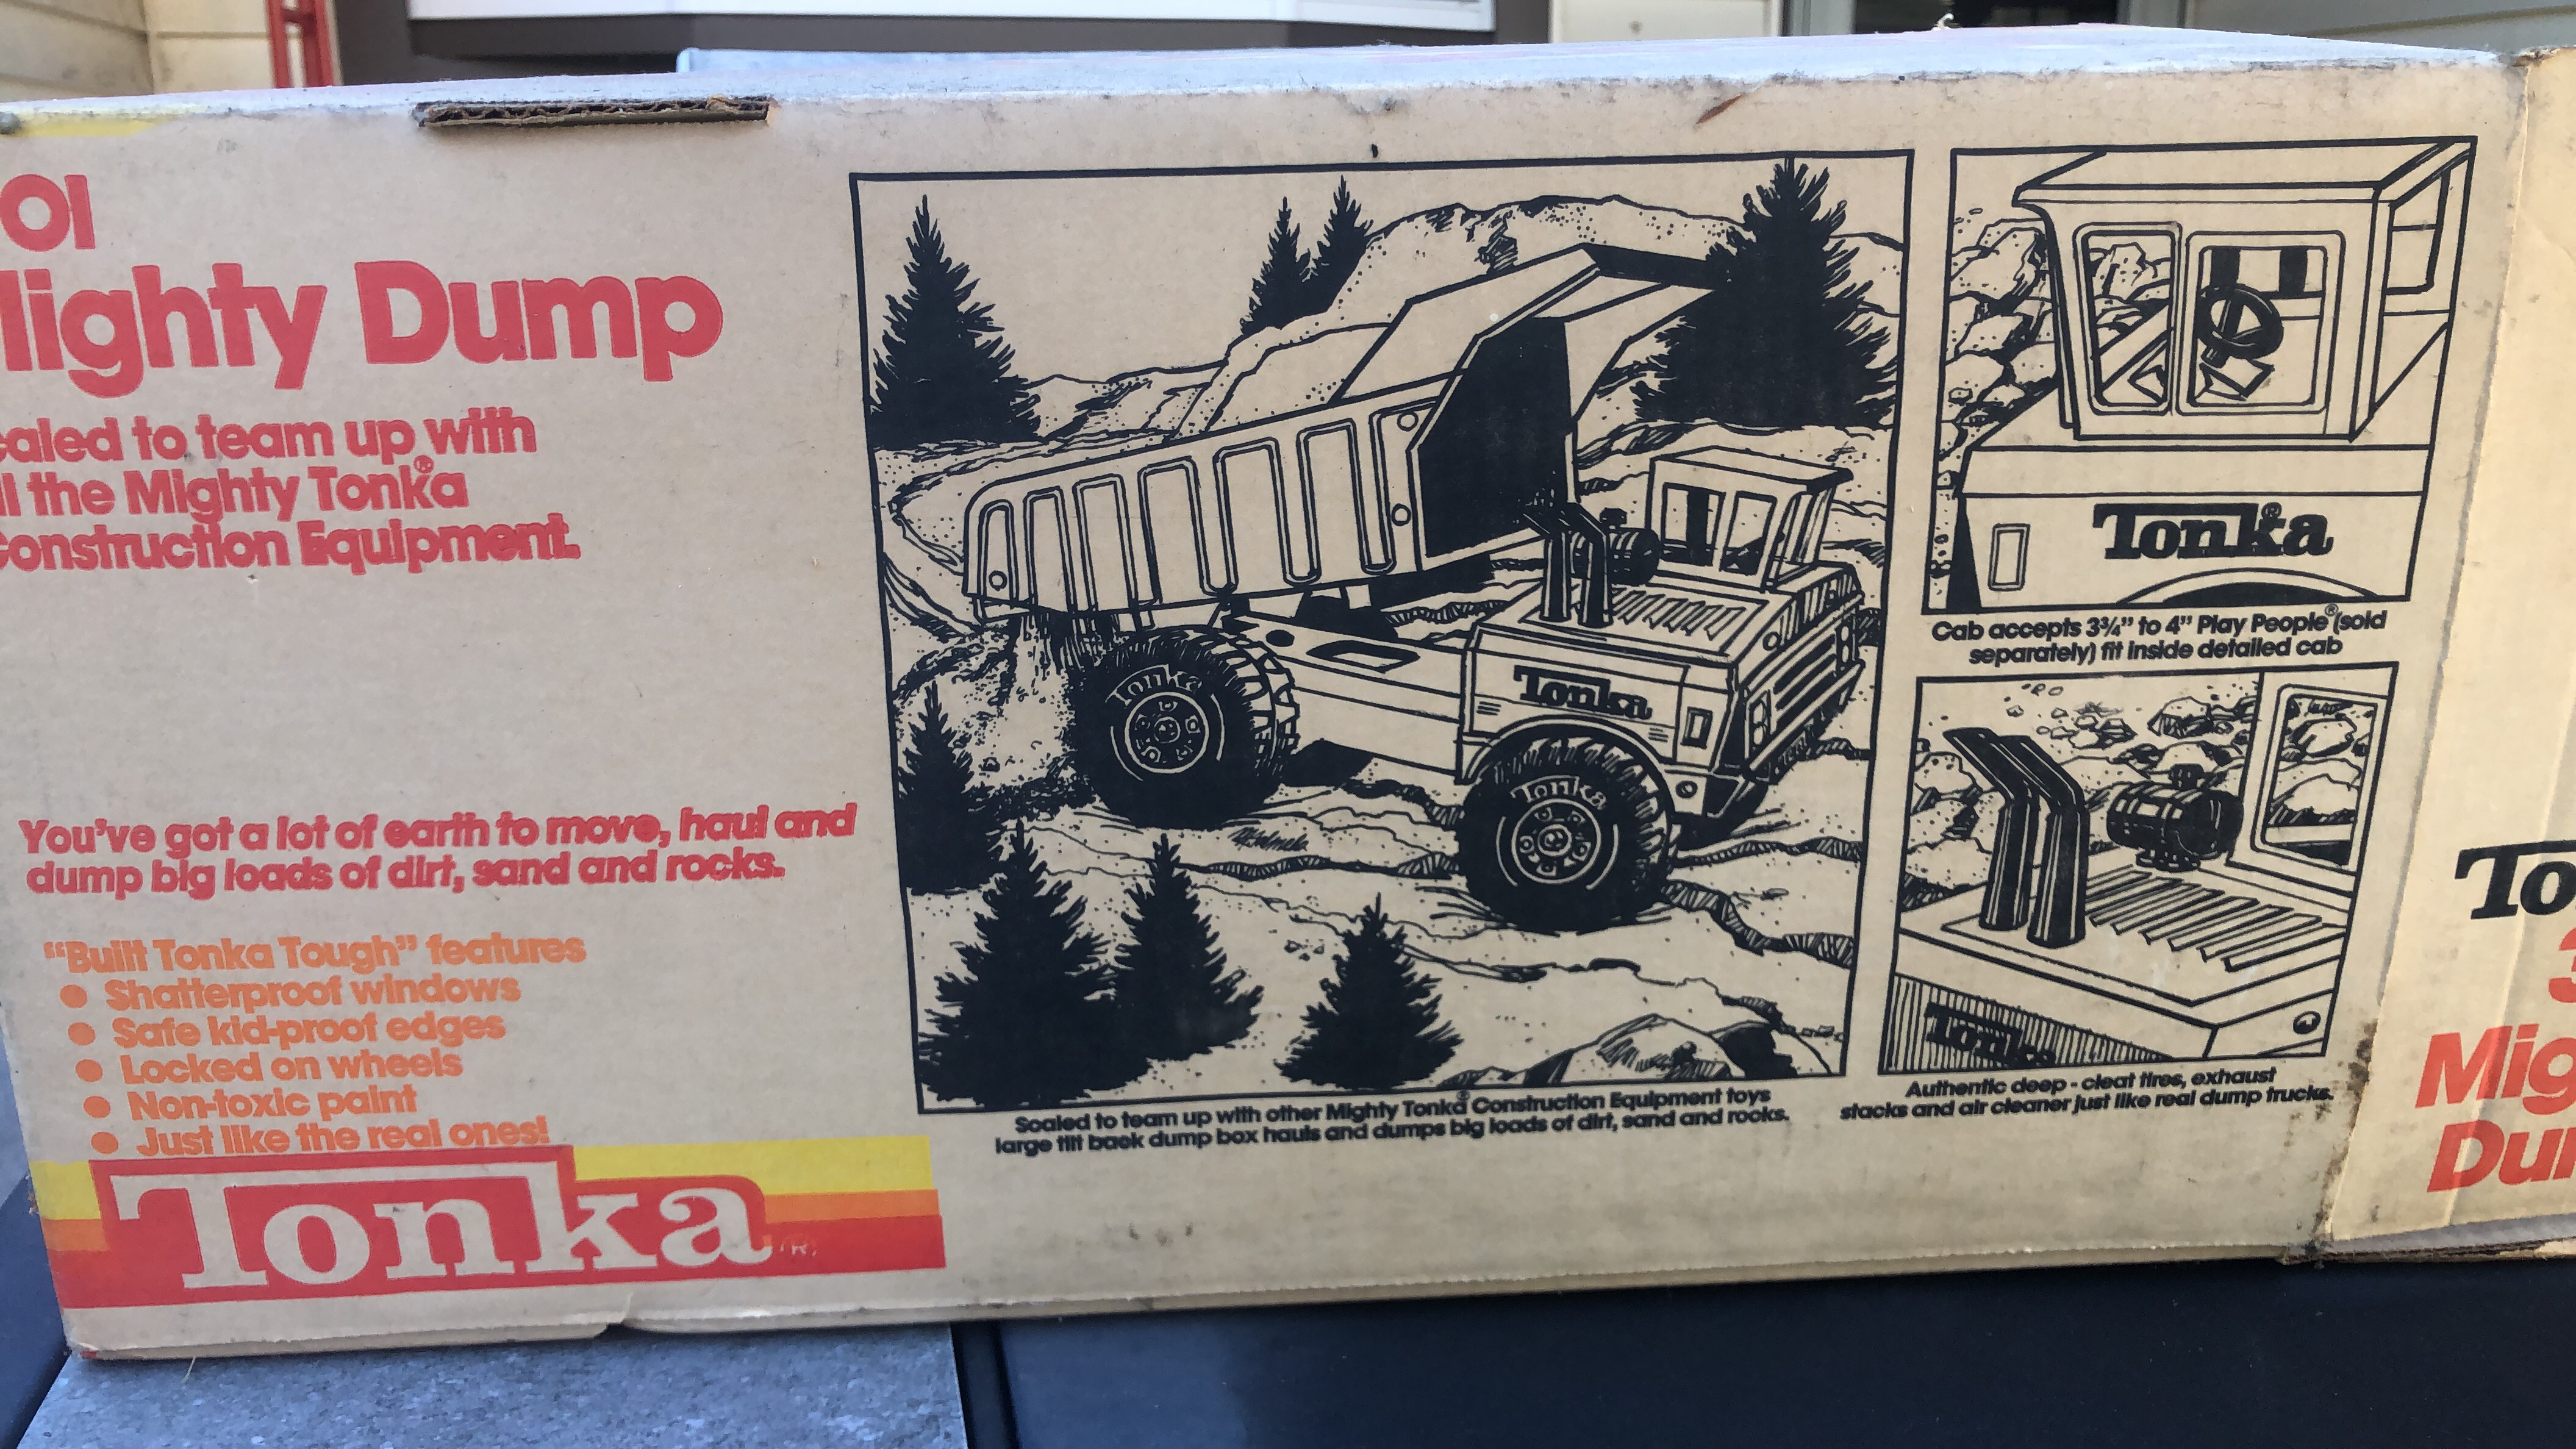 OI
Mighty Dump
Scaled to team up with
all the Mighty Tonka®
Construction Equipment.
You've got a lot of earth to move, haul and
dump big loads of dirt, sand and rocks.
"Built Tonka Tough" features
● Shatterproof windows
● Safe kid-proof edges
● Locked on wheels
● Non-toxic paint
● Just like the real ones!
Tonka®
Tonka
Tonka
Tonka
Scaled to team up with other Mighty Tonka® Construction Equipment toys
large tilt back dump box hauls and dumps big loads of dirt, sand and rocks.
Tonka®
Cab accepts 3¾" to 4" Play People® (sold
separately) fit inside detailed cab
Tonka
Authentic deep-cleat tires, exhaust
stacks and air cleaner just like real dump trucks.
To
3
Mig
Du